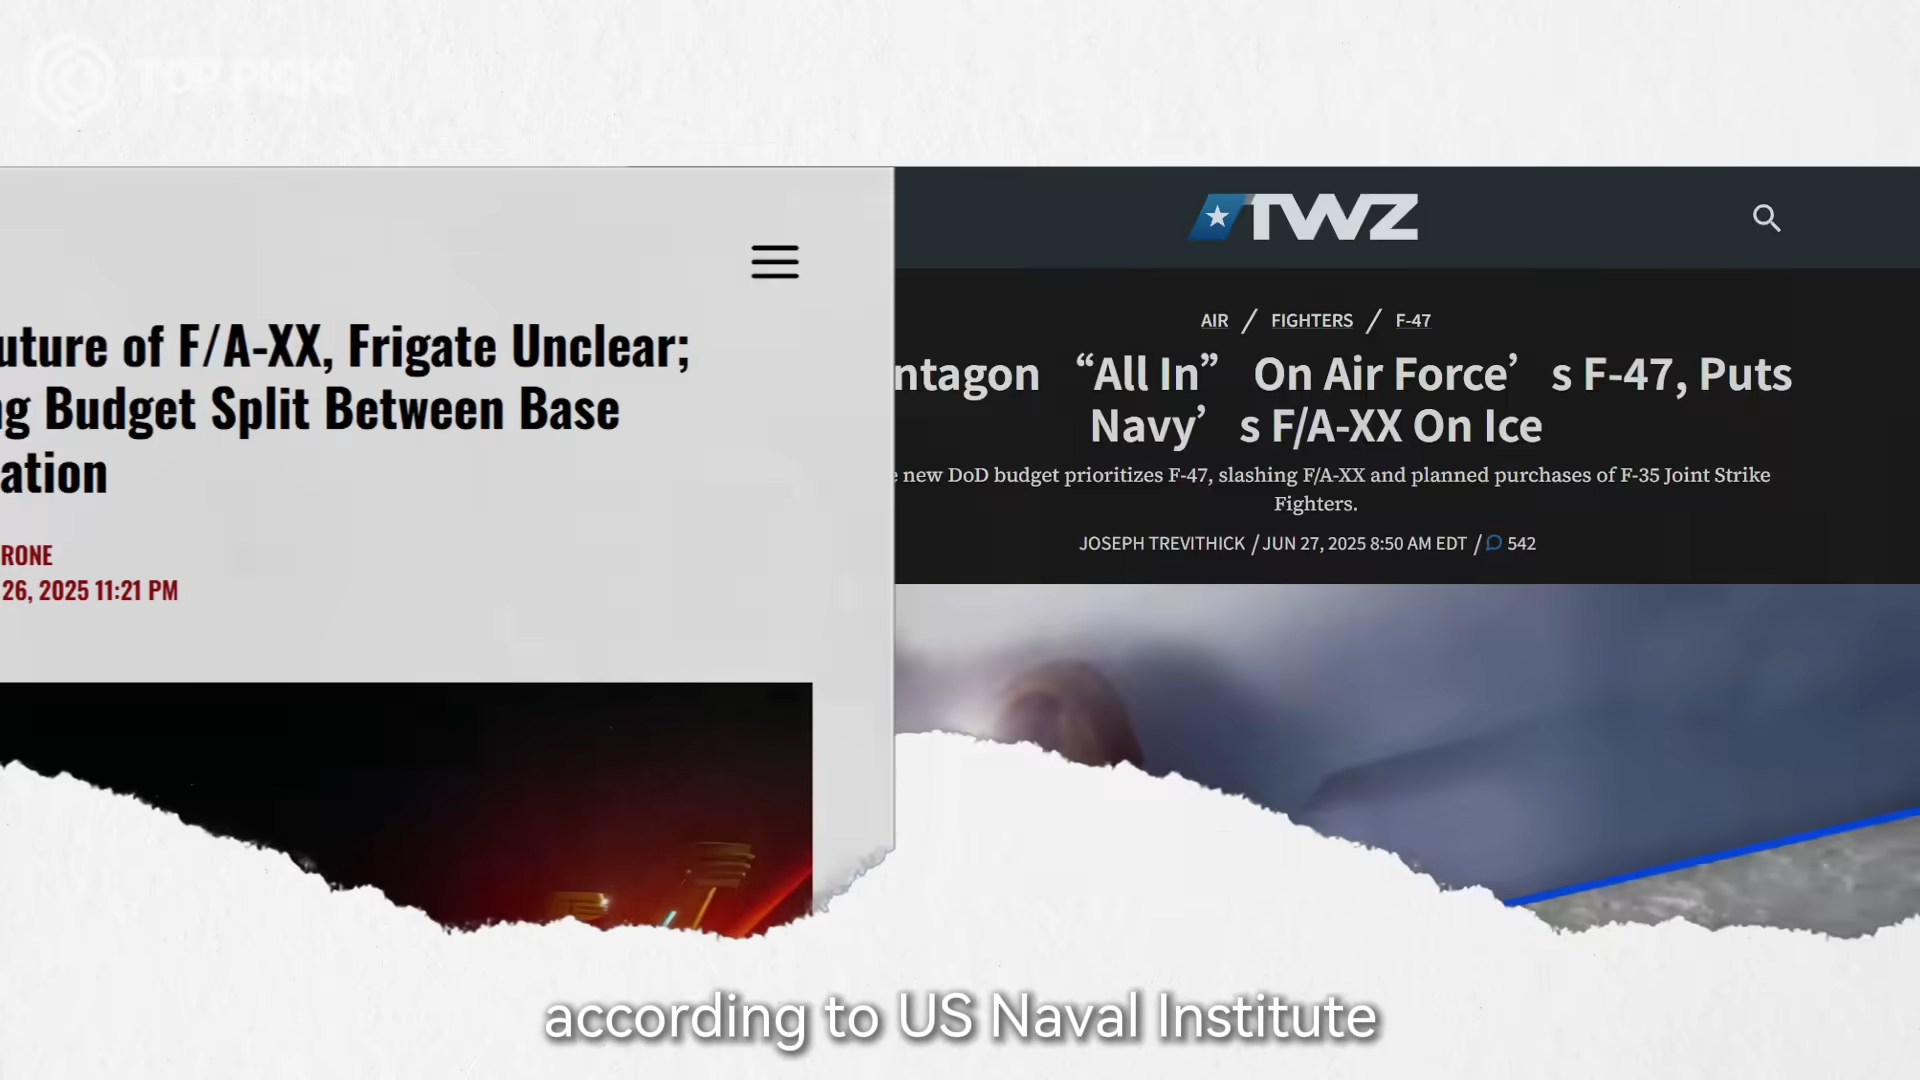 TOP PICKS
uture of F/A-XX, Frigate Unclear;
g Budget Split Between Base
ation
RONE
26, 2025 11:21 PM
TWZ
AIR / FIGHTERS / F-47
ntagon “All In” On Air Force’s F-47, Puts
Navy’s F/A-XX On Ice
new DoD budget prioritizes F-47, slashing F/A-XX and planned purchases of F-35 Joint Strike
Fighters.
JOSEPH TREVITHICK / JUN 27, 2025 8:50 AM EDT / 542
according to US Naval Institute